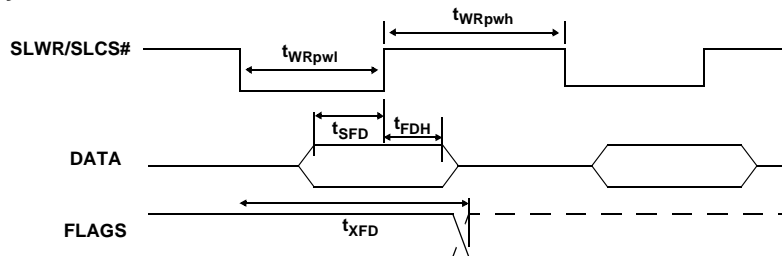 SLWR/SLCS#
tWRpwl
tWRpwh
DATA
tSFD
tFDH
FLAGS
tXFD